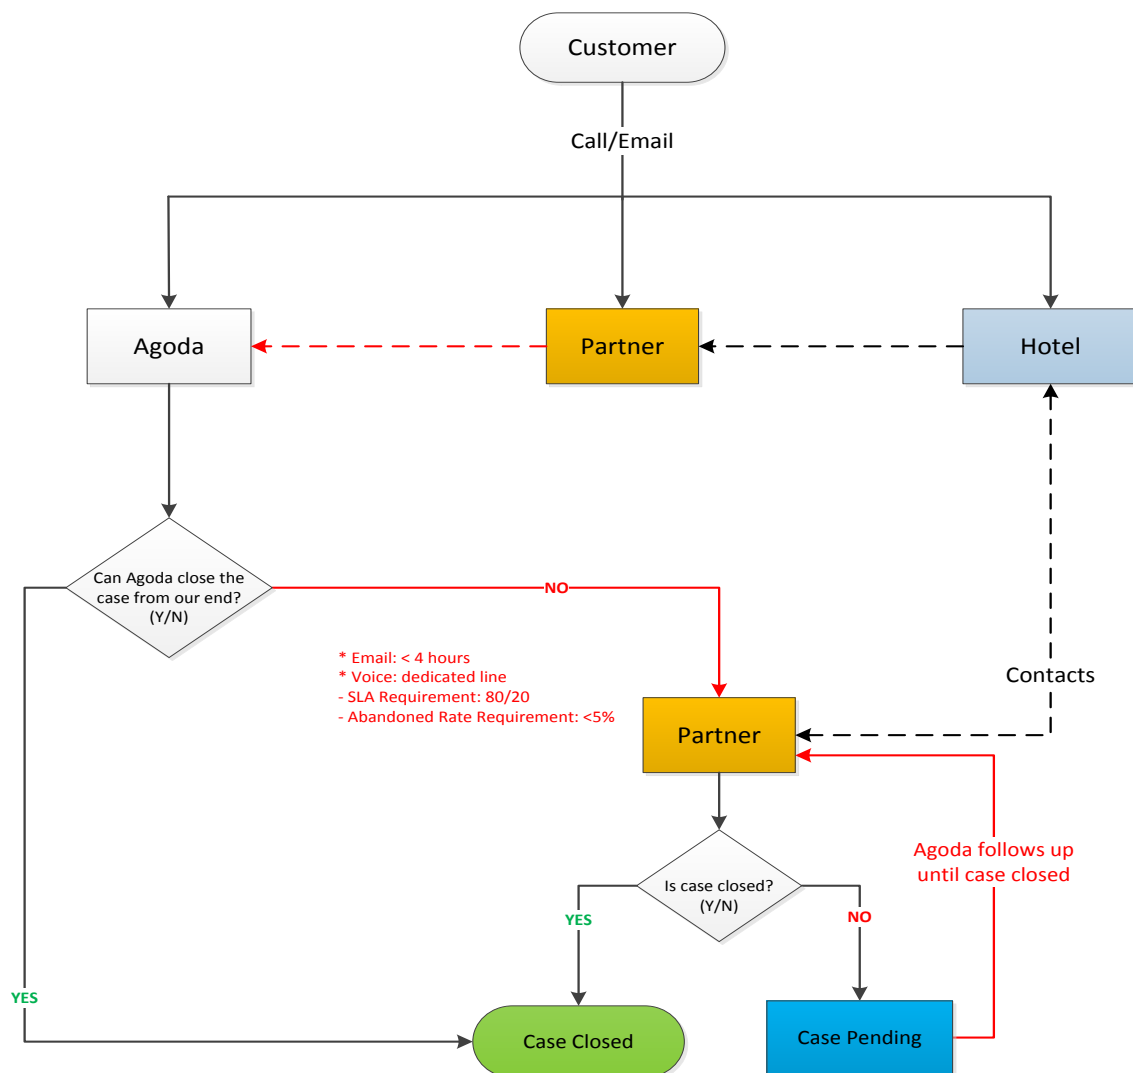 Customer
Call/Email
Agoda
Partner
Hotel
Can Agoda close the
case from our end?
(Y/N)
NO
* Email: < 4 hours
* Voice: dedicated line
- SLA Requirement: 80/20
- Abandoned Rate Requirement: <5%
Contacts
Partner
Agoda follows up
until case closed
Is case closed?
(Y/N)
YES
NO
YES
Case Closed
Case Pending